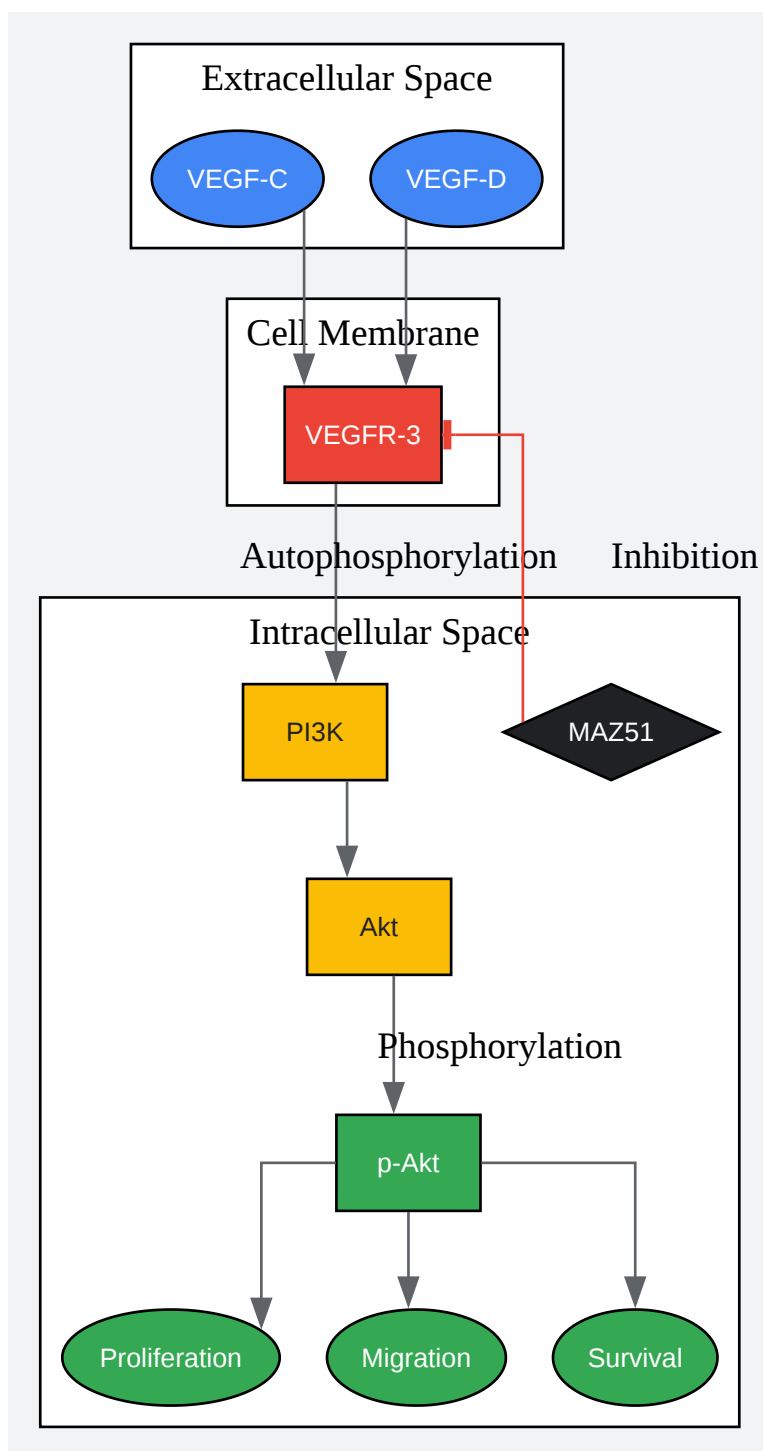 Extracellular Space
VEGF-C
VEGF-D
Cell Membrane
VEGFR-3
Autophosphorylation
Inhibition
Intracellular Space
PI3K
MAZ51
Akt
Phosphorylation
p-Akt
Proliferation
Migration
Survival